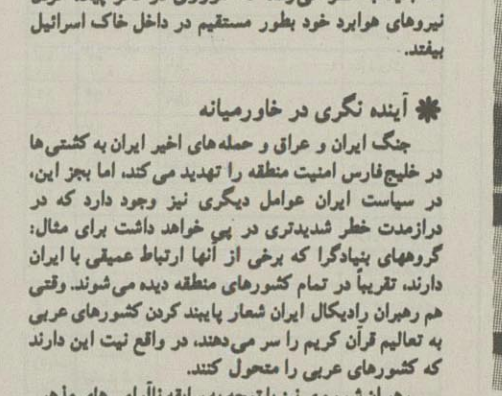 نیروهای هوابرد خود بطور مستقیم در داخل خاک اسرائیل
بیفتد.
❋ آینده نگری در خاورمیانه
جنگ ایران و عراق و حمله‌های اخیر ایران به کشتی‌ها
در خلیج‌فارس امنیت منطقه را تهدید می‌کند، اما بجز این،
در سیاست ایران عوامل دیگری نیز وجود دارد که در
درازمدت خطر شدیدتری در پی خواهد داشت برای مثال:
گروههای بنیادگرا که برخی از آنها ارتباط عمیقی با ایران
دارند، تقریباً در تمام کشورهای منطقه دیده می‌شوند. وقتی
هم رهبران رادیکال ایران شعار پایبند کردن کشورهای عربی
به تعالیم قرآن کریم را سر می‌دهند، در واقع نیت این دارند
که کشورهای عربی را متحول کنند.